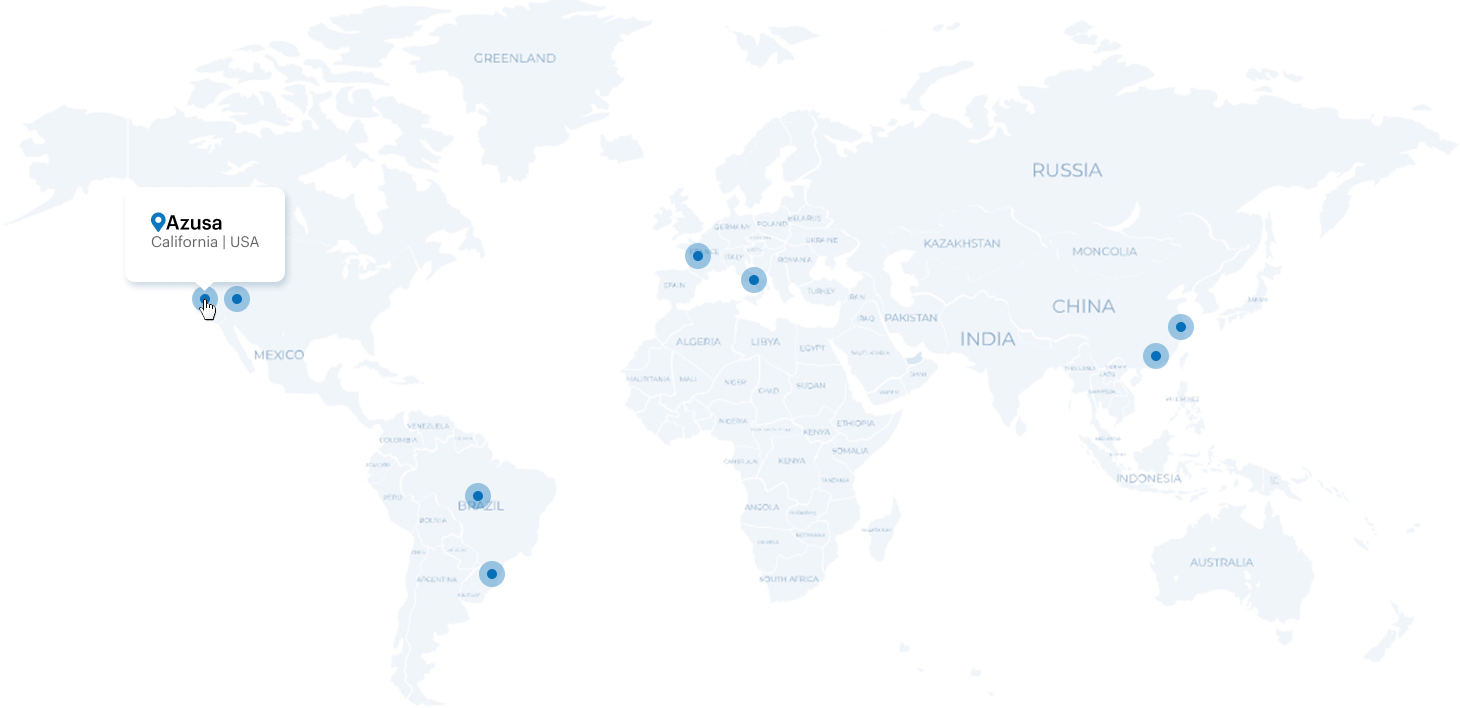 GREENLAND
RUSSIA
Azusa
California | USA
GERMANY
POLAND
BELARUS
UKRAINE
ITALY
ROMANIA
KAZAKHSTAN
MONCOLIA
SPAIN
TURKEY
IRAN
IRAQ
PAKISTAN
CHINA
INDIA
MEXICO
ALGERIA
LIBYA
EGYPT
MAURITANIA
MALI
NIGER
CHAD
SUDAN
NIGERIA
ETHIOPIA
KENYA
SOMALIA
KENYA
TANZANIA
VENEZUELA
COLOMBIA
PERU
BRAZIL
BOLIVIA
ARGENTINA
ANGOLA
SOUTH AFRICA
INDONESIA
AUSTRALIA